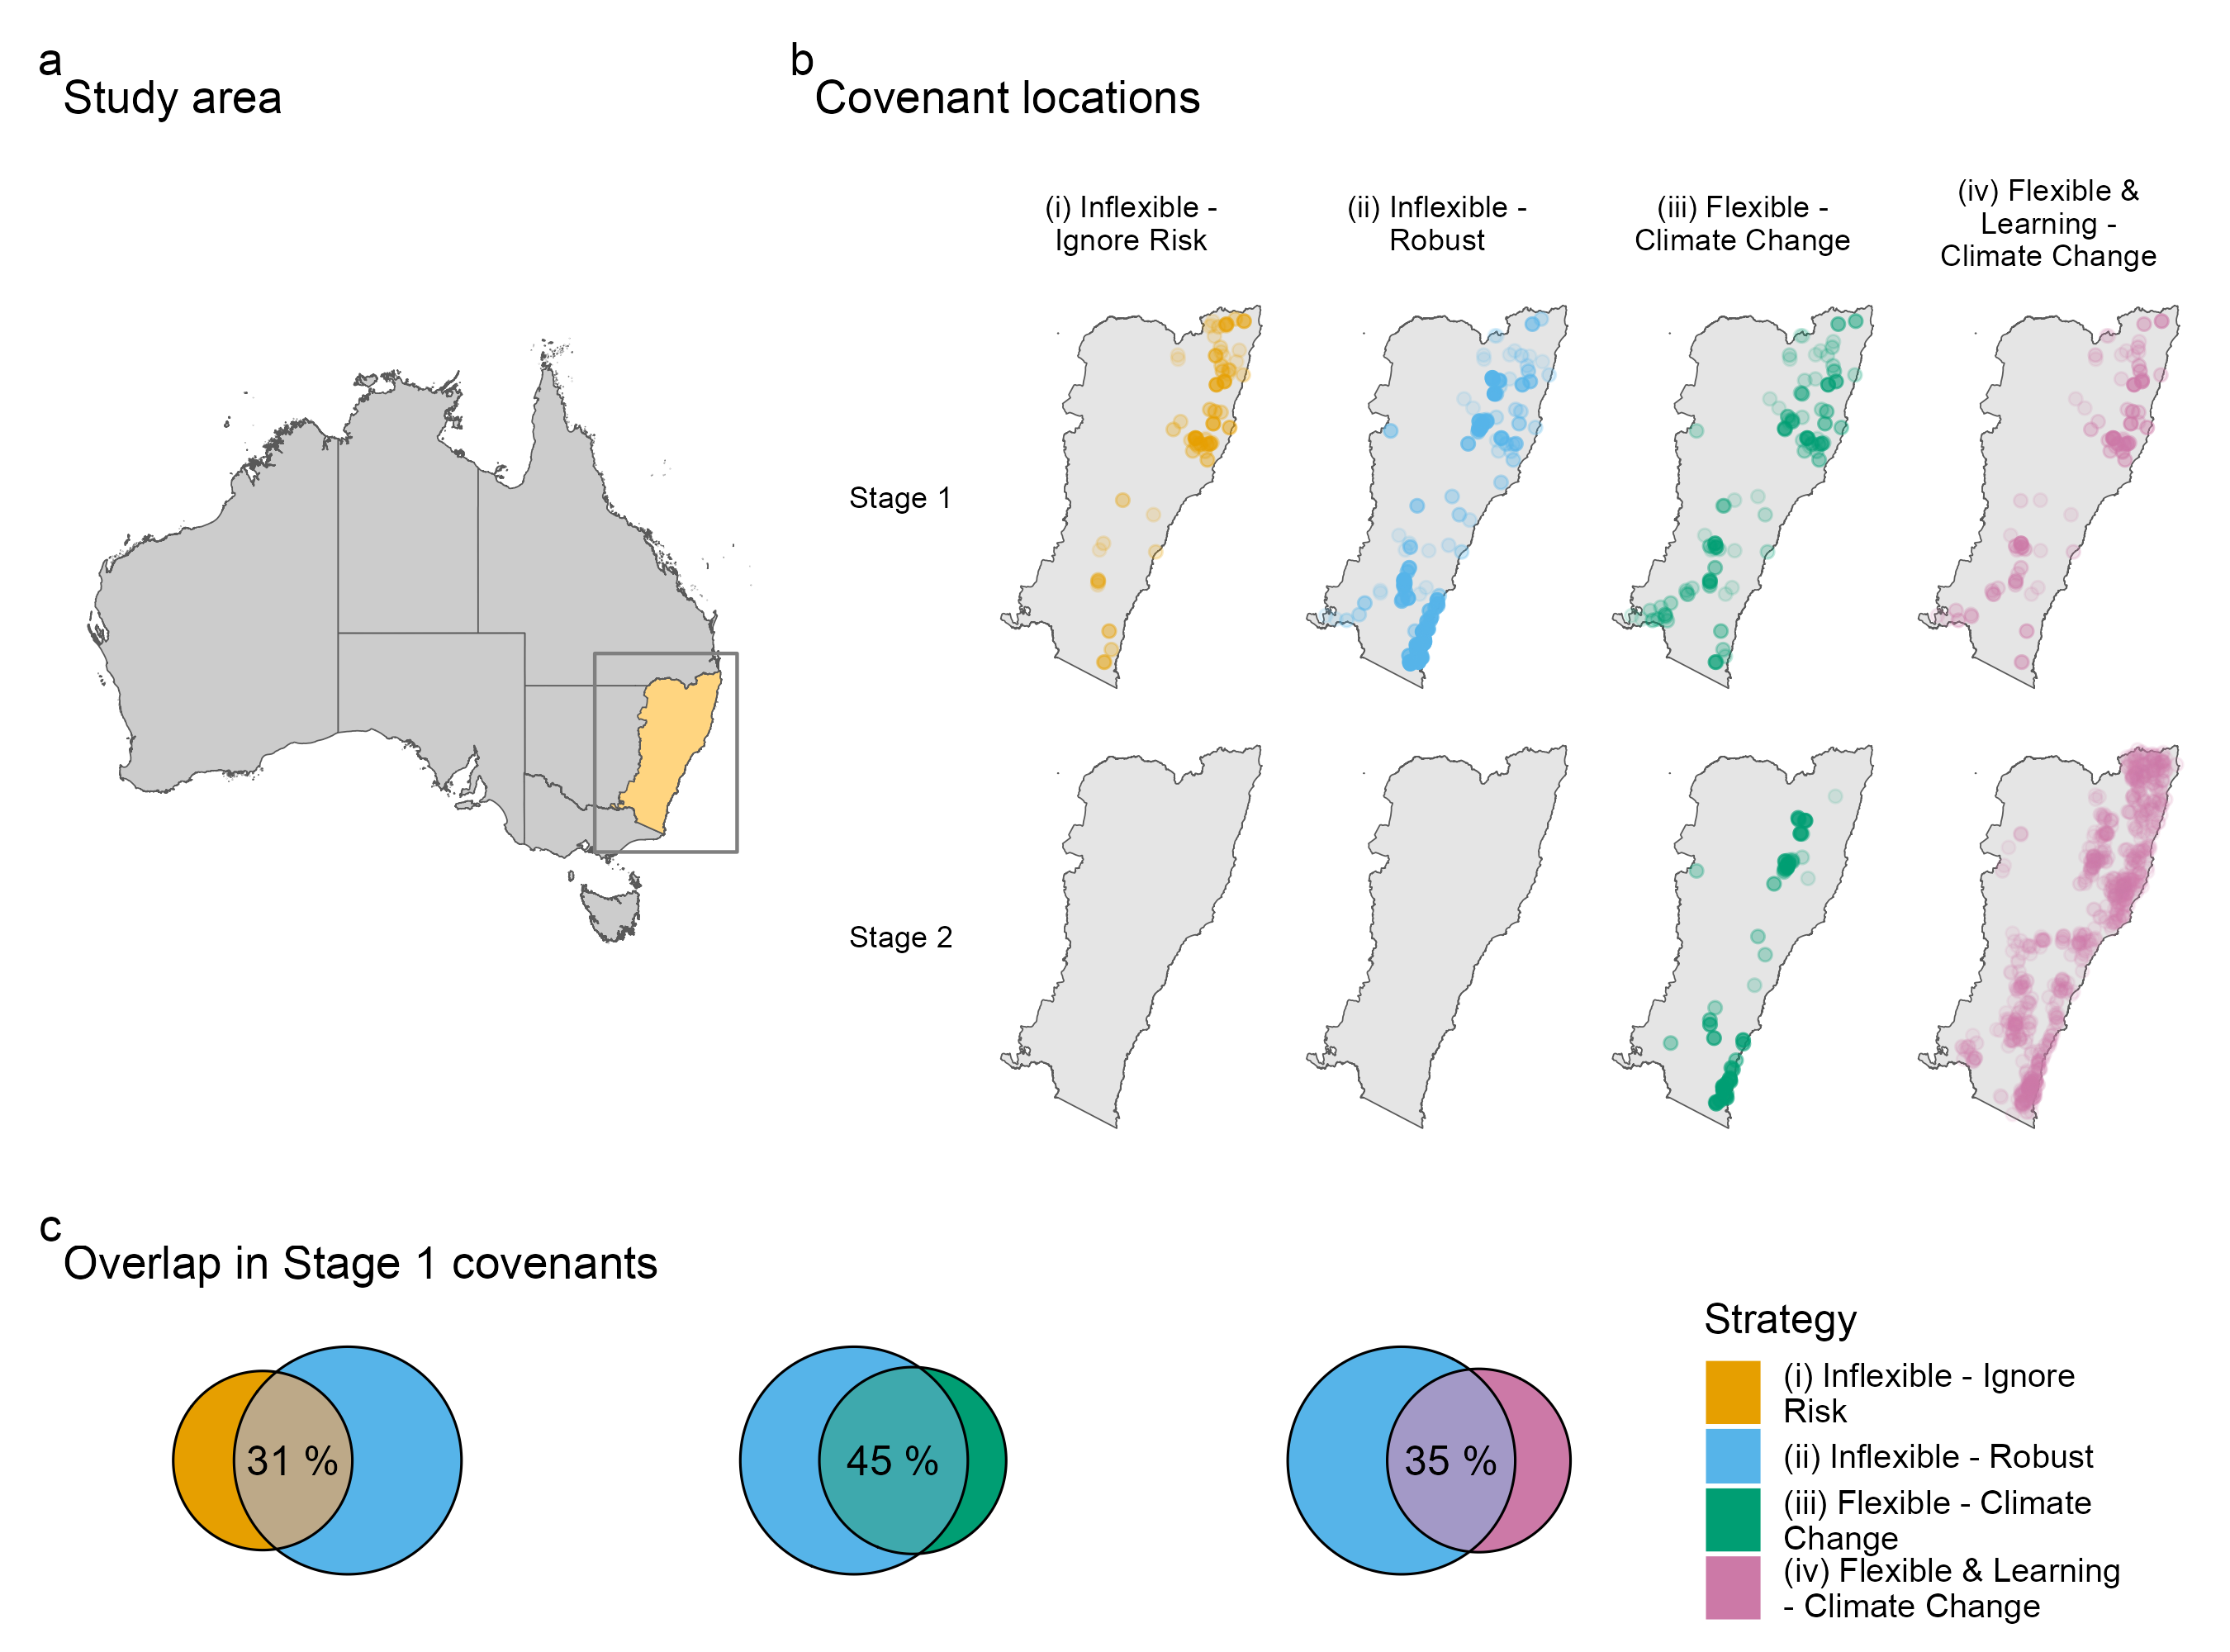 a
Study area
b
Covenant locations
(i) Inflexible -
Ignore Risk
(ii) Inflexible -
Robust
(iii) Flexible -
Climate Change
(iv) Flexible &
Learning -
Climate Change
Stage 1
Stage 2
c
Overlap in Stage 1 covenants
31 %
45 %
35 %
Strategy
(i) Inflexible - Ignore
Risk
(ii) Inflexible - Robust
(iii) Flexible - Climate
Change
(iv) Flexible & Learning
- Climate Change